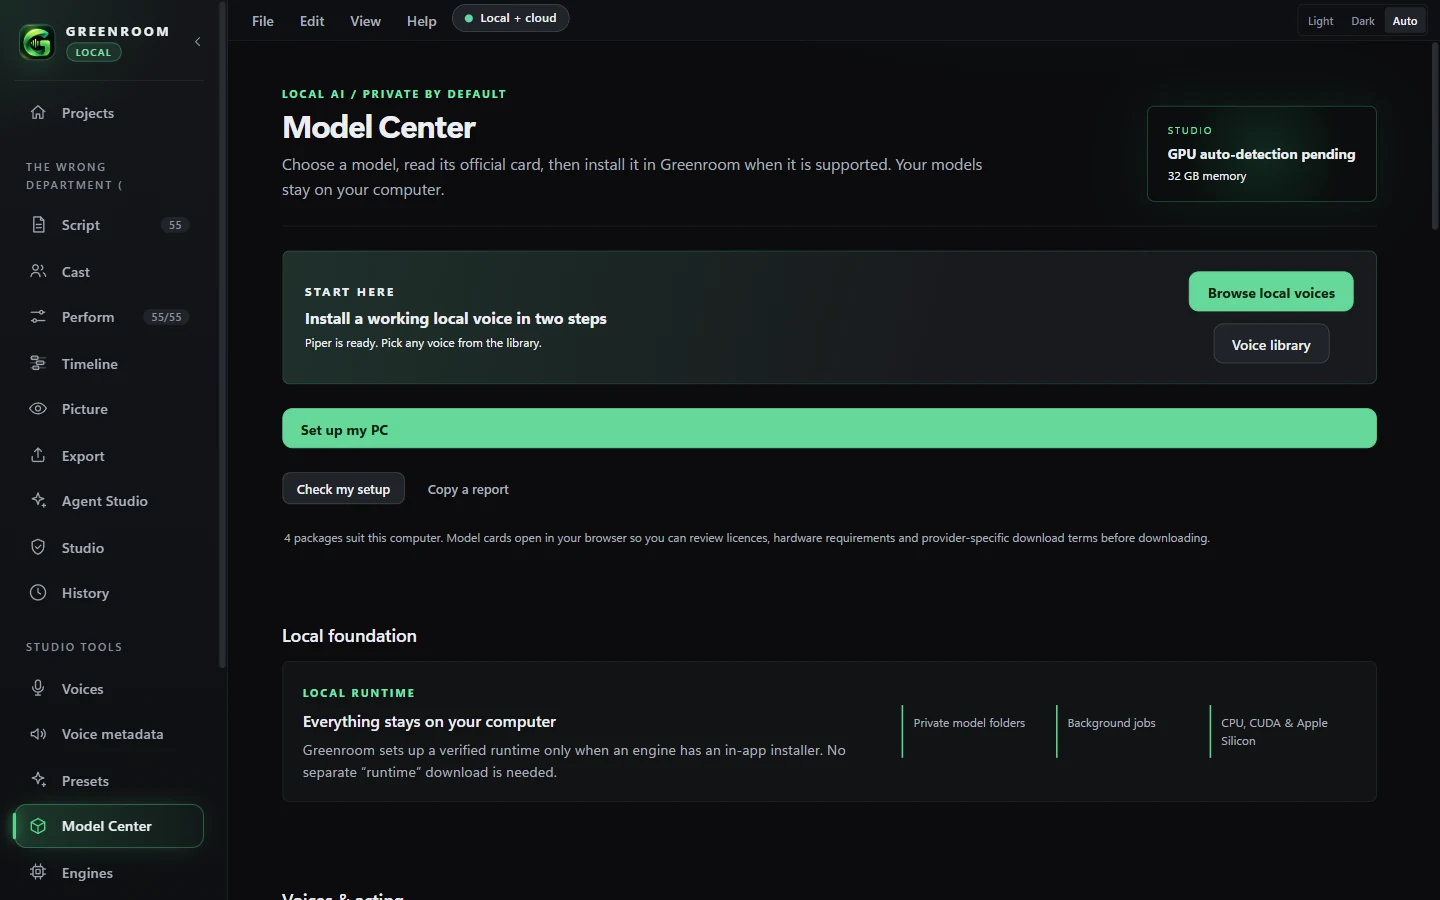 GREENROOM
LOCAL
Projects
THE WRONG
DEPARTMENT (
Script 55
Cast
Perform 55/55
Timeline
Picture
Export
Agent Studio
Studio
History
STUDIO TOOLS
Voices
Voice metadata
Presets
Model Center
Engines
File Edit View Help Local + cloud Light Dark Auto
LOCAL AI / PRIVATE BY DEFAULT
Model Center
Choose a model, read its official card, then install it in Greenroom when it is supported. Your models
stay on your computer.
STUDIO
GPU auto-detection pending
32 GB memory
START HERE
Install a working local voice in two steps
Piper is ready. Pick any voice from the library.
Browse local voices
Voice library
Set up my PC
Check my setup Copy a report
4 packages suit this computer. Model cards open in your browser so you can review licences, hardware requirements and provider-specific download terms before downloading.
Local foundation
LOCAL RUNTIME
Everything stays on your computer
Greenroom sets up a verified runtime only when an engine has an in-app installer. No
separate "runtime" download is needed.
Private model folders
Background jobs
CPU, CUDA & Apple
Silicon
Voices & acting